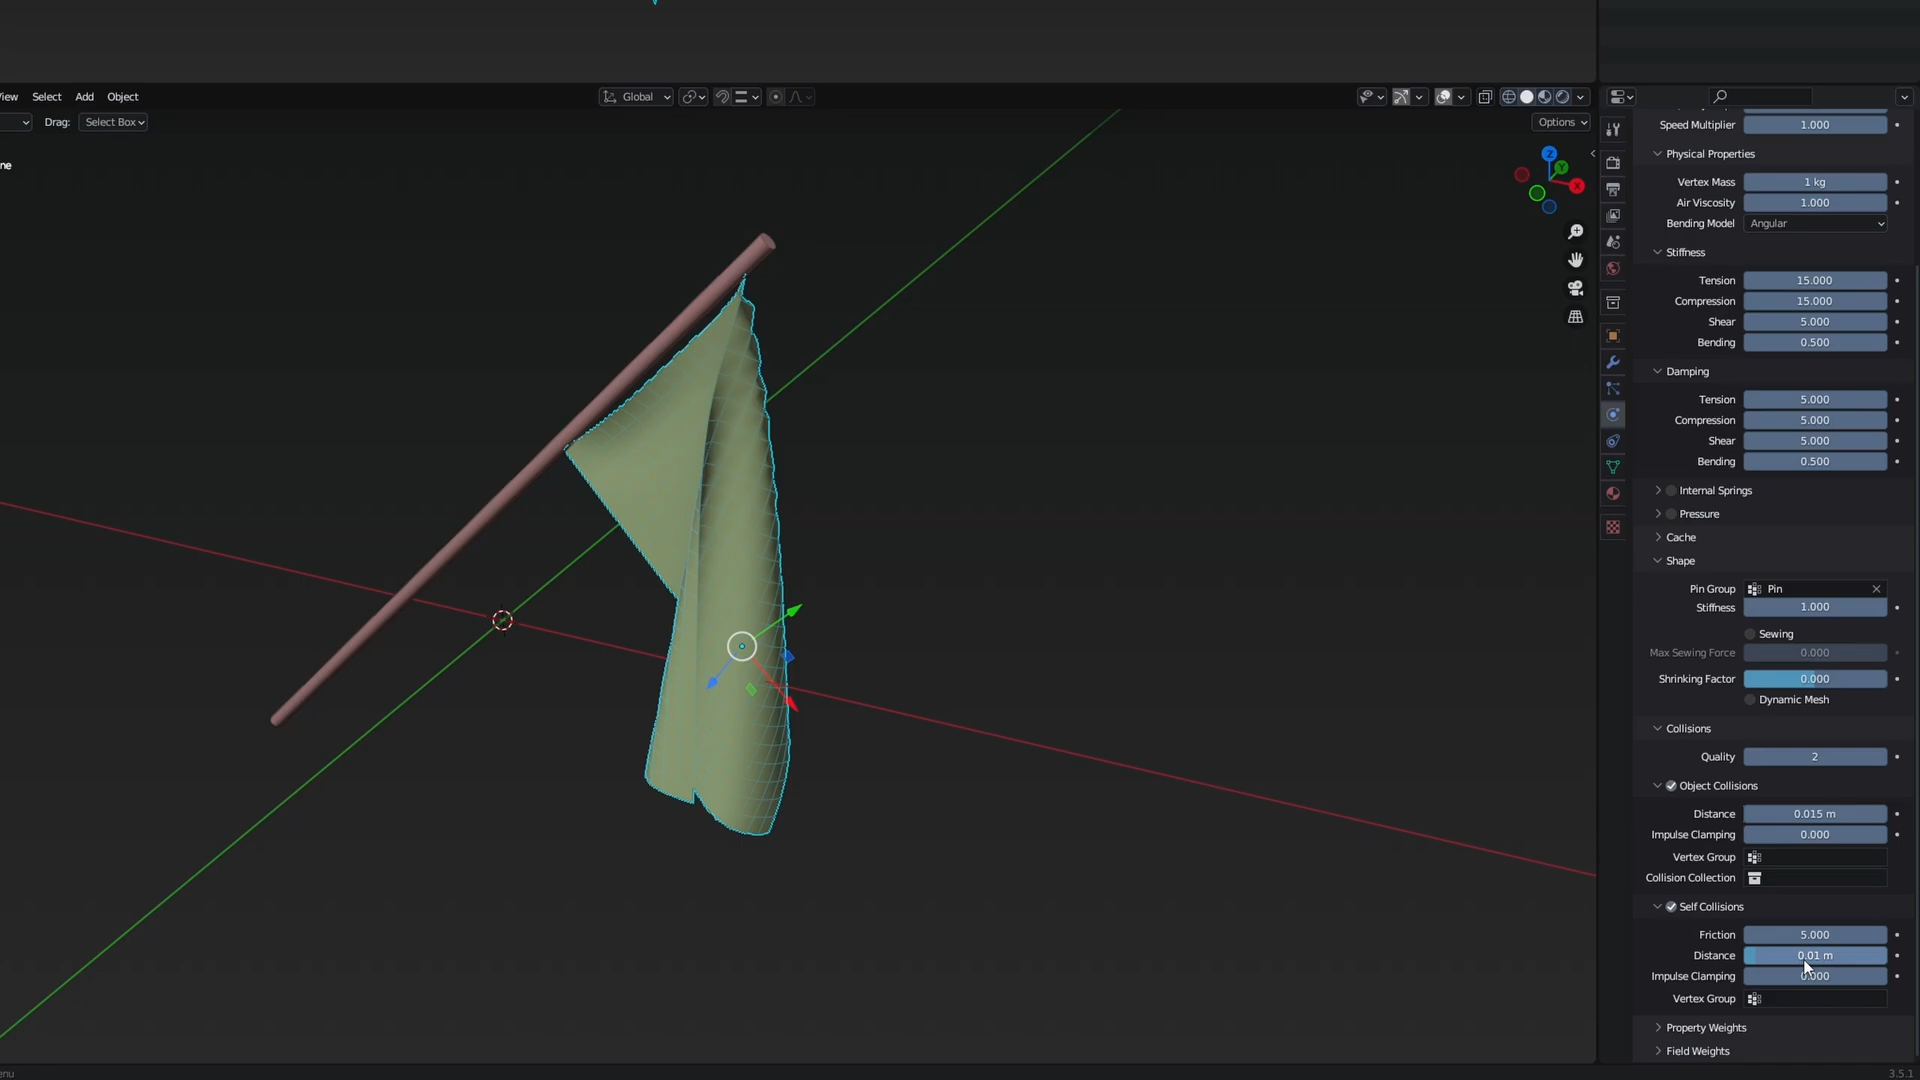 View Select Add Object
Global
Drag: Select Box
Options
ne
Z
Y
X
Speed Multiplier 1.000
Physical Properties
Vertex Mass 1 kg
Air Viscosity 1.000
Bending Model Angular
Stiffness
Tension 15.000
Compression 15.000
Shear 5.000
Bending 0.500
Damping
Tension 5.000
Compression 5.000
Shear 5.000
Bending 0.500
Internal Springs
Pressure
Cache
Shape
Pin Group Pin
Stiffness 1.000
Sewing
Max Sewing Force 0.000
Shrinking Factor 0.000
Dynamic Mesh
Collisions
Quality 2
Object Collisions
Distance 0.015 m
Impulse Clamping 0.000
Vertex Group
Collision Collection
Self Collisions
Friction 5.000
Distance 0.01 m
Impulse Clamping 0.000
Vertex Group
Property Weights
Field Weights
enu
3.5.1